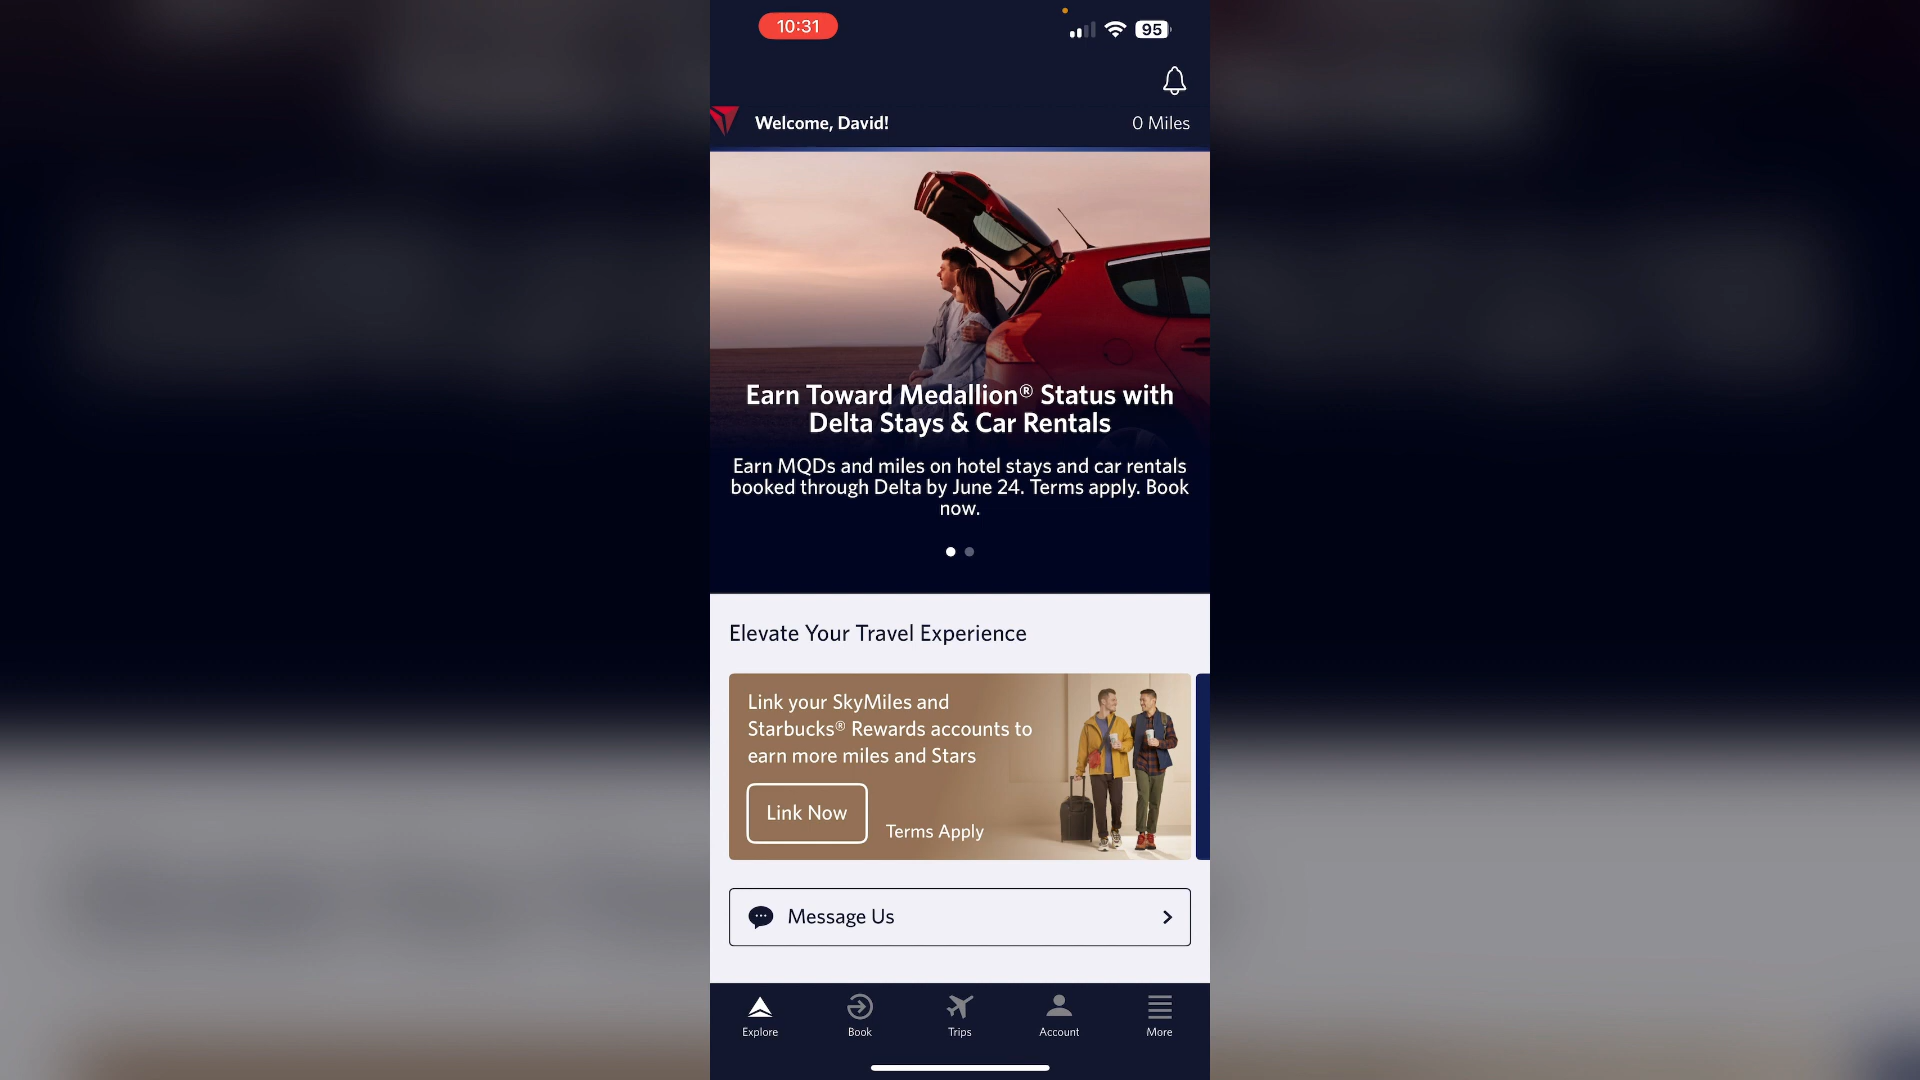 10:31
95
Welcome, David!
0 Miles
Earn Toward Medallion® Status with
Delta Stays & Car Rentals
Earn MQDs and miles on hotel stays and car rentals
booked through Delta by June 24. Terms apply. Book
now.
Elevate Your Travel Experience
Link your SkyMiles and
Starbucks® Rewards accounts to
earn more miles and Stars
Link Now
Terms Apply
Message Us
Explore
Book
Trips
Account
More